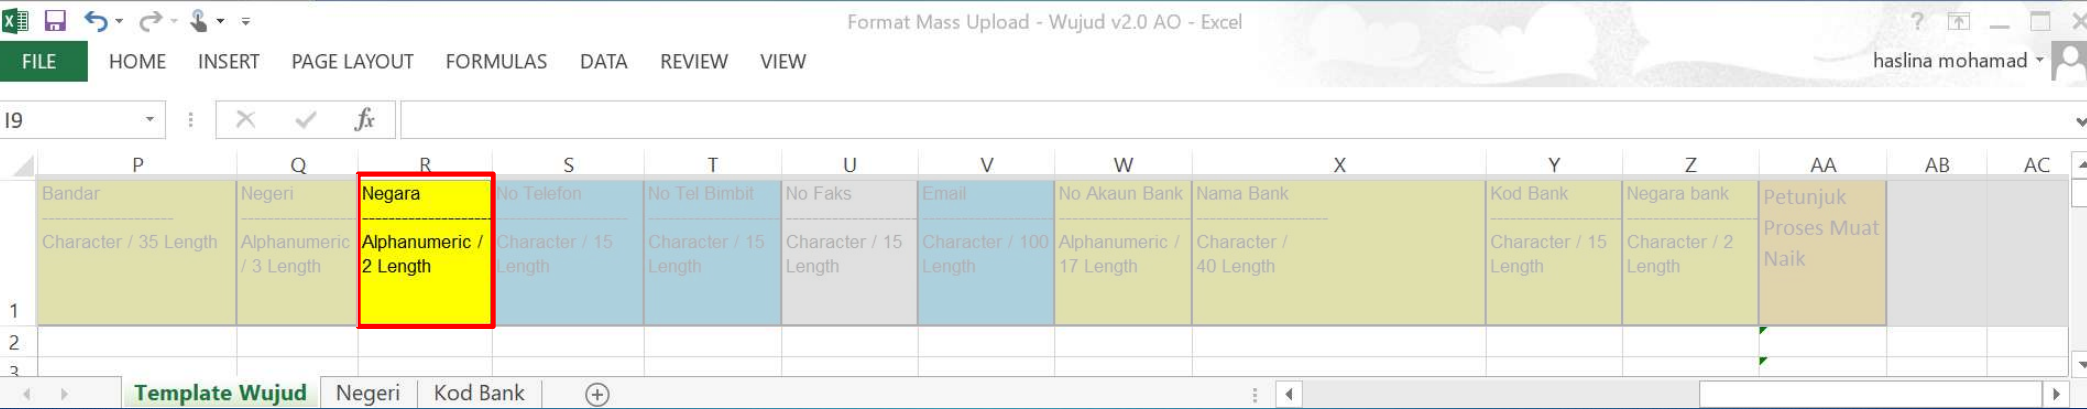 Format Mass Upload - Wujud v2.0 AO - Excel
?
FILE HOME INSERT PAGE LAYOUT FORMULAS DATA REVIEW VIEW
haslina mohamad
I9
fx
P Q R S T U V W X Y Z AA AB AC
1
Bandar
-------------------
Character / 35 Length
Negeri
-------------------
Alphanumeric
/ 3 Length
Negara
-------------------
Alphanumeric /
2 Length
No Telefon
-------------------
Character / 15
Length
No Tel Bimbit
-------------------
Character / 15
Length
No Faks
-------------------
Character / 15
Length
Email
-------------------
Character / 100
Length
No Akaun Bank
-------------------
Alphanumeric /
17 Length
Nama Bank
-------------------
Character /
40 Length
Kod Bank
-------------------
Character / 15
Length
Negara bank
-------------------
Character / 2
Length
Petunjuk
Proses Muat
Naik
2
3
Template Wujud Negeri Kod Bank